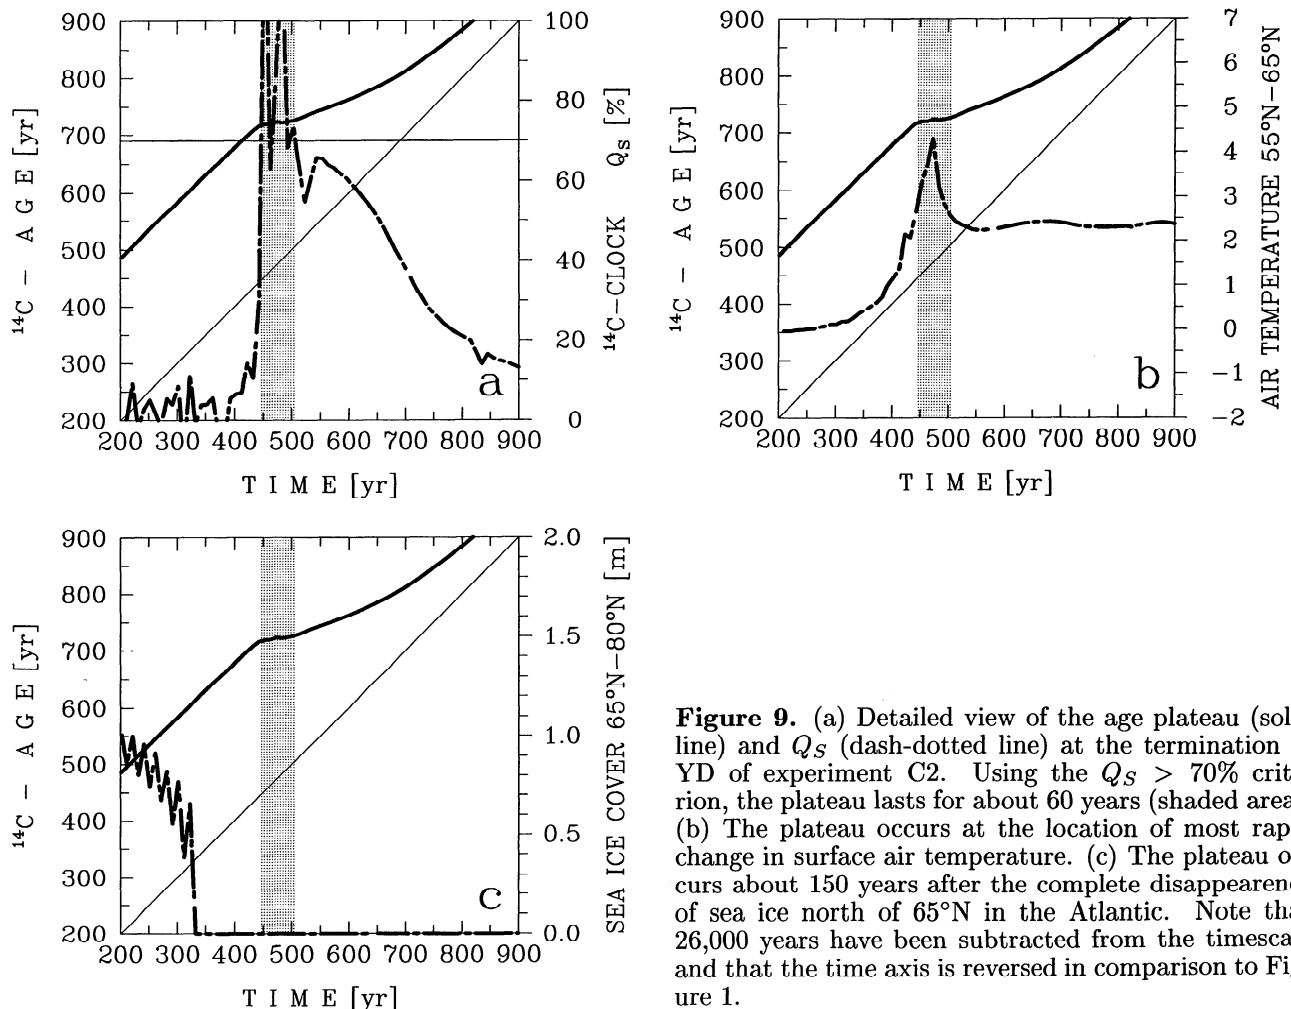 900
800
700
600
500
400
300
200
¹⁴C – A G E [yr]
100
80
60
40
20
0
¹⁴C–CLOCK Q_S [%]
a
200 300 400 500 600 700 800 900
T I M E [yr]
900
800
700
600
500
400
300
200
¹⁴C – A G E [yr]
7
6
5
4
3
2
1
0
−1
−2
AIR TEMPERATURE 55°N–65°N
b
200 300 400 500 600 700 800 900
T I M E [yr]
900
800
700
600
500
400
300
200
¹⁴C – A G E [yr]
2.0
1.5
1.0
0.5
0.0
SEA ICE COVER 65°N–80°N [m]
c
200 300 400 500 600 700 800 900
T I M E [yr]
Figure 9. (a) Detailed view of the age plateau (sol
line) and Q_S (dash-dotted line) at the termination
YD of experiment C2. Using the Q_S > 70% crit
rion, the plateau lasts for about 60 years (shaded area
(b) The plateau occurs at the location of most rap
change in surface air temperature. (c) The plateau o
curs about 150 years after the complete disappearen
of sea ice north of 65°N in the Atlantic. Note tha
26,000 years have been subtracted from the timesca
and that the time axis is reversed in comparison to Fi
ure 1.